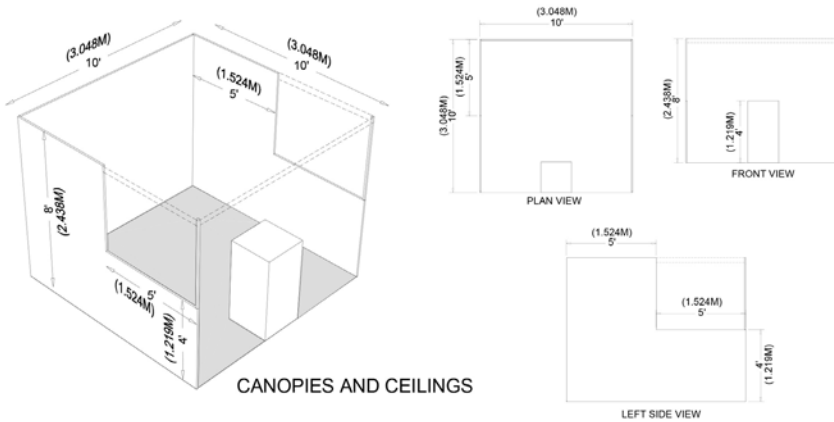 (3.048M)
10'
(3.048M)
10'
(1.524M)
5'
8'
(2.438M)
5'
(1.524M)
4'
(1.219M)
CANOPIES AND CEILINGS
(3.048M)
10'
(1.524M)
5'
(3.048M)
10'
PLAN VIEW
(2.438M)
8'
(1.219M)
4'
FRONT VIEW
(1.524M)
5'
(1.524M)
5'
4'
(1.219M)
LEFT SIDE VIEW